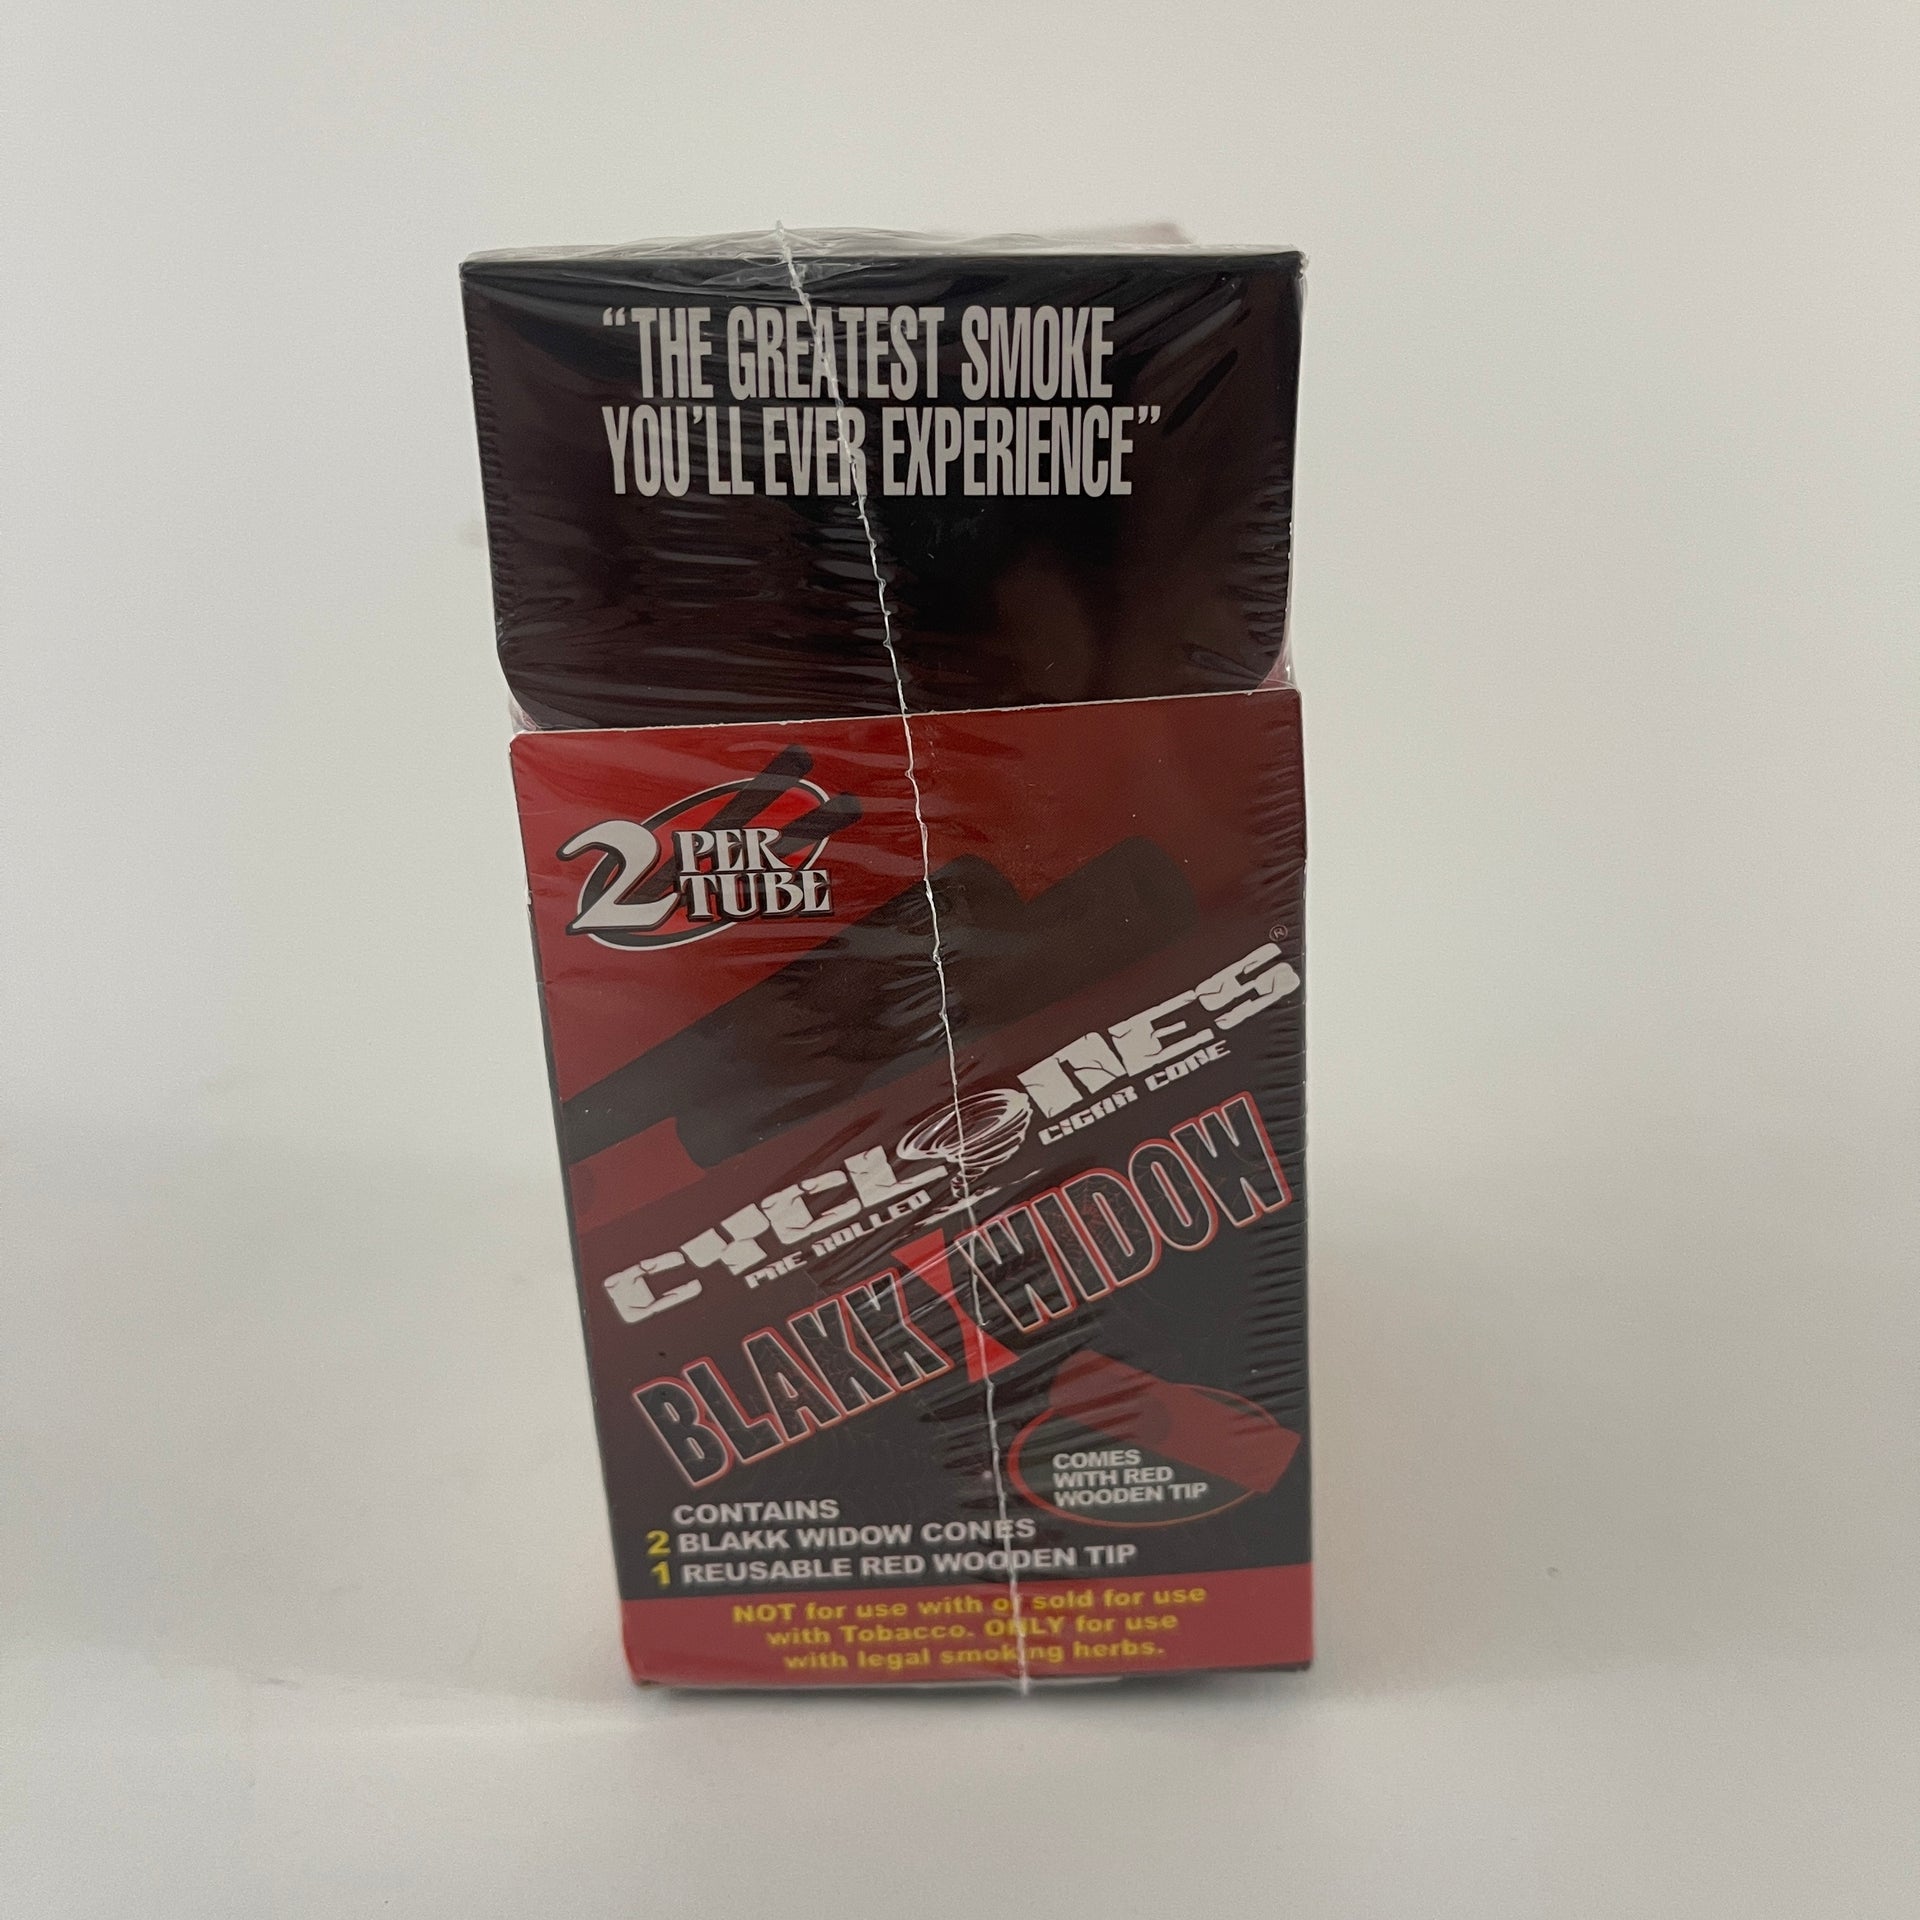 “THE GREATEST SMOKE
YOU’LL EVER EXPERIENCE”
2 PER
TUBE
CYCLONES®
PRE ROLLED CIGAR CONE
BLAKK WIDOW
COMES
WITH RED
WOODEN TIP
CONTAINS
2 BLAKK WIDOW CONES
1 REUSABLE RED WOODEN TIP
NOT for use with or sold for use
with Tobacco. ONLY for use
with legal smoking herbs.